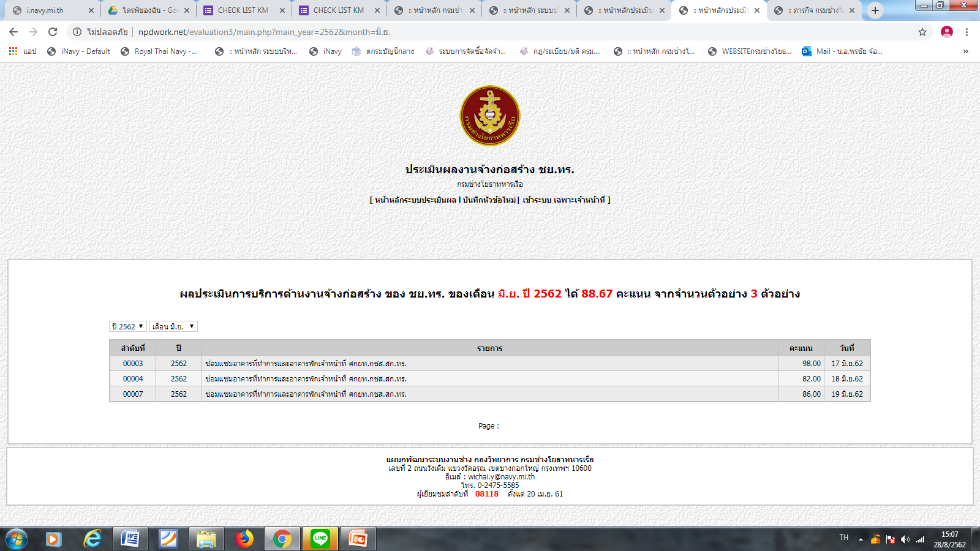 i.navy.mi.th
ไดรฟ์ของฉัน - Goo
CHECK LIST KM -
CHECK LIST KM -
:: หน้าหลัก กรมช่าง
:: หน้าหลัก ระบบบ
:: หน้าหลักประเมิน
:: หน้าหลักประเมิ
:: ภารกิจ กรมช่างโ
ไม่ปลอดภัย | npdwork.net/evaluation3/main.php?main_year=2562&month=มิ.ย.
แอป
iNavy - Default
Royal Thai Navy -...
:: หน้าหลัก ระบบบริห...
iNavy
ตกรมบัญชีกลาง
ระบบการจัดซื้อจัดจ้า...
กฎ/ระเบียบ/มติ ครม...
:: หน้าหลัก กรมช่างโ...
WEBSITEกรมช่างโยธ...
Mail - น.อ.พรชัย จ้อ...
»
กรมช่างโยธาทหารเรือ
ประเมินผลงานจ้างก่อสร้าง ชย.ทร.
กรมช่างโยธาทหารเรือ
[ หน้าหลักระบบประเมินผล l บันทึกหัวข้อใหม่| เข้าระบบ เฉพาะเจ้าหน้าที่ ]
ผลประเมินการบริการด้านงานจ้างก่อสร้าง ของ ชย.ทร. ของเดือน มิ.ย. ปี 2562 ได้ 88.67 คะแนน จากจำนวนตัวอย่าง 3 ตัวอย่าง
ปี 2562 เดือน มิ.ย.
ลำดับที่ ปี รายการ คะแนน วันที่
00003 2562 ซ่อมแซมอาคารที่ทำการและอาคารพักเจ้าหน้าที่ ศกยท.กซส.สก.ทร. 98.00 17 มิ.ย.62
00004 2562 ซ่อมแซมอาคารที่ทำการและอาคารพักเจ้าหน้าที่ ศกยท.กซส.สก.ทร. 82.00 18 มิ.ย.62
00007 2562 ซ่อมแซมอาคารที่ทำการและอาคารพักเจ้าหน้าที่ ศกยท.กซส.สก.ทร. 86.00 19 มิ.ย.62
Page :
แผนกพัฒนาระบบงานช่าง กองวิทยาการ กรมช่างโยธาทหารเรือ
เลขที่ 2 ถนนวังเดิม แขวงวัดอรุณ เขตบางกอกใหญ่ กรุงเทพฯ 10600
อีเมล์ : wichai.y@navy.mi.th
โทร. 0-2475-5585
ผู้เยี่ยมชมลำดับที่ 08118 ตั้งแต่ 20 เม.ย. 61
TH
15:07
28/8/2562